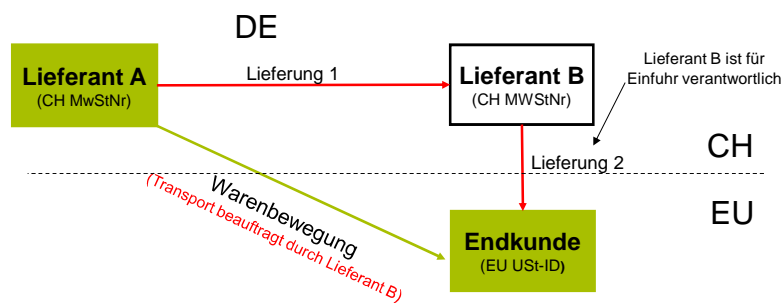 DE
Lieferant A
(CH MwStNr)
Lieferung 1
Lieferant B
(CH MWStNr)
Lieferant B ist für
Einfuhr verantwortlich
CH
Lieferung 2
EU
Warenbewegung
(Transport beauftragt durch Lieferant B)
Endkunde
(EU USt-ID)